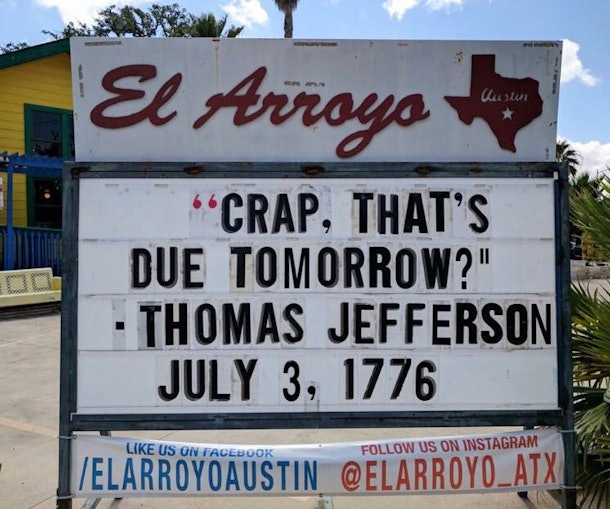 El Arroyo
Austin
“CRAP, THAT'S
DUE TOMORROW?"
- THOMAS JEFFERSON
JULY 3, 1776
LIKE US ON FACEBOOK
/ELARROYOAUSTIN
FOLLOW US ON INSTAGRAM
@ELARROYO_ATX